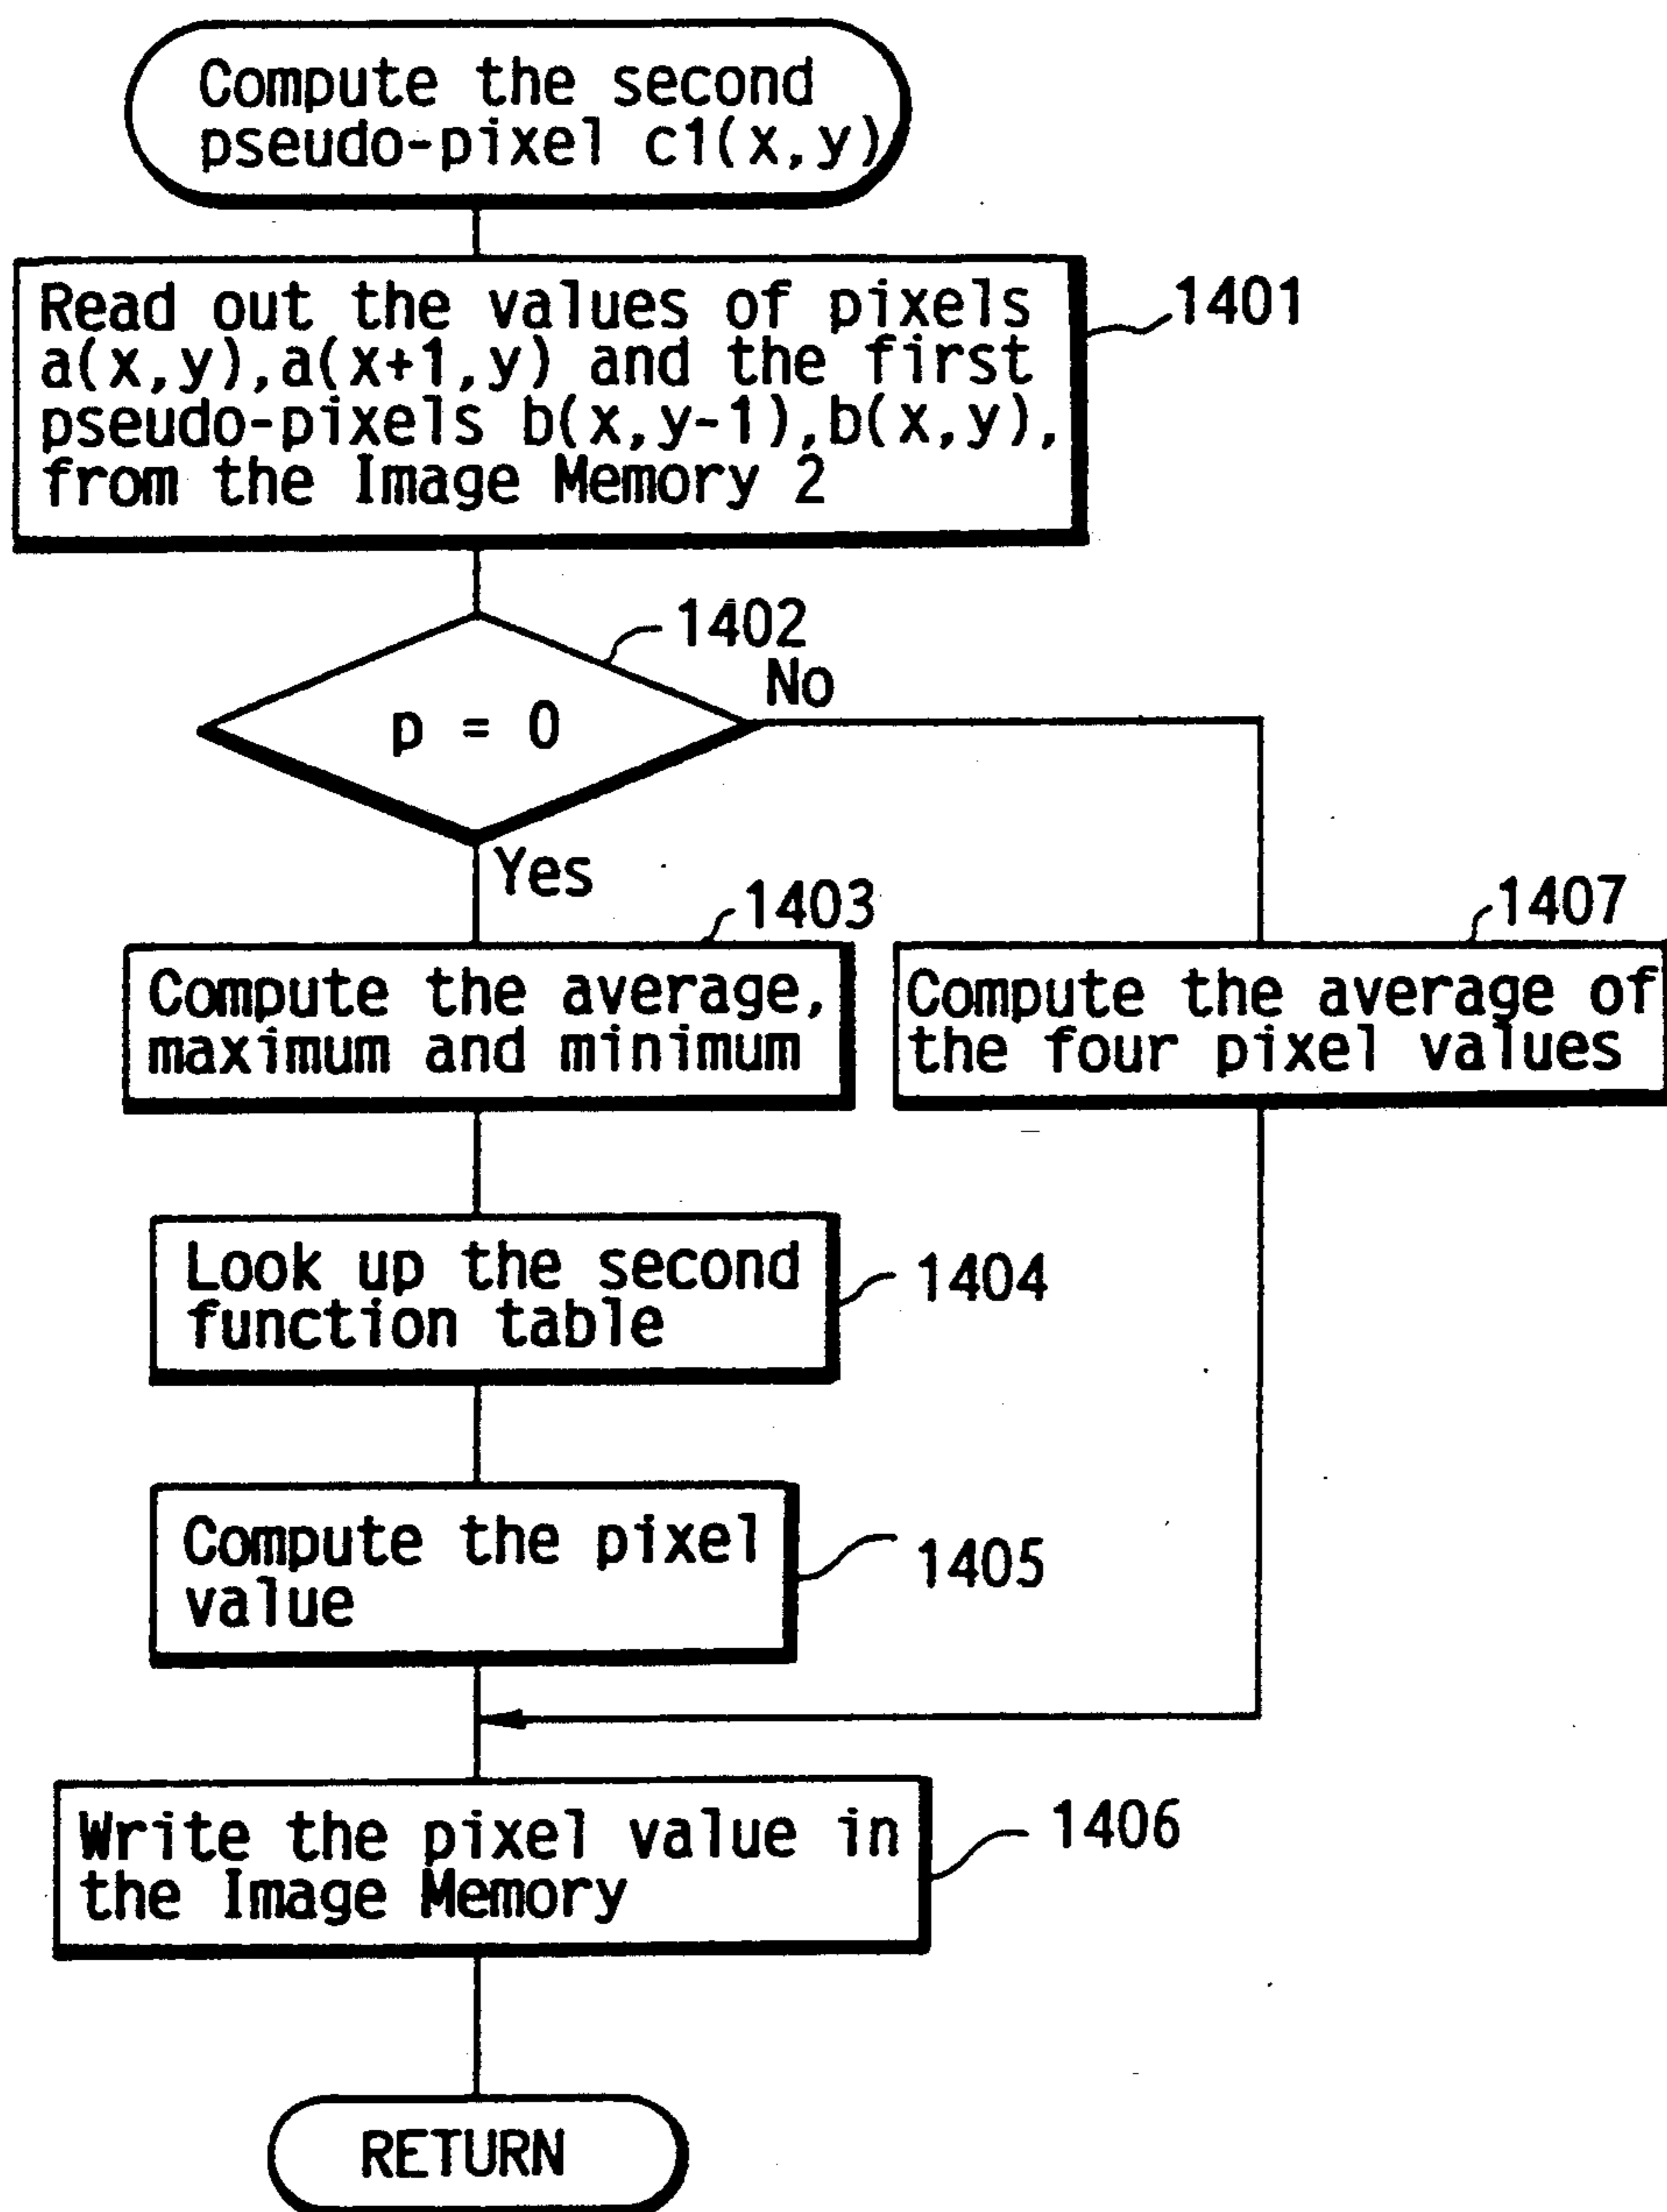 Compute the second
pseudo-pixel c1(x,y)
Read out the values of pixels
a(x,y),a(x+1,y) and the first
pseudo-pixels b(x,y-1),b(x,y),
from the Image Memory 2
1401
1402
p = 0
No
Yes
1403
Compute the average,
maximum and minimum
1407
Compute the average of
the four pixel values
Look up the second
function table
1404
Compute the pixel
value
1405
Write the pixel value in
the Image Memory
1406
RETURN